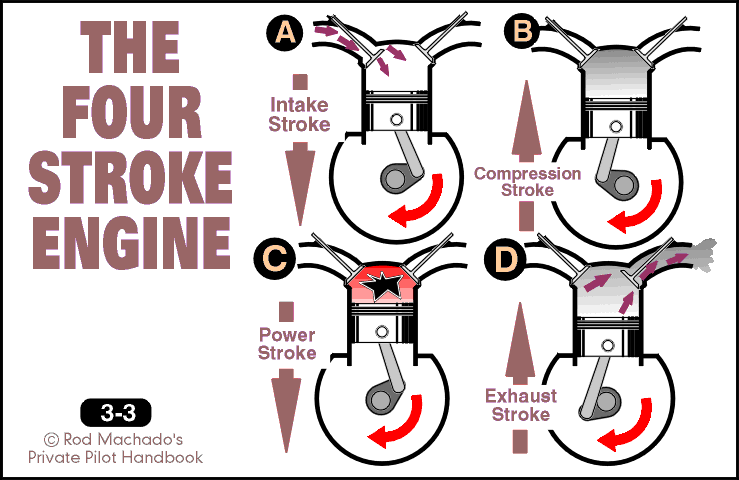 THE
FOUR
STROKE
ENGINE
A
Intake
Stroke
B
Compression
Stroke
C
Power
Stroke
D
Exhaust
Stroke
3-3
© Rod Machado's
Private Pilot Handbook